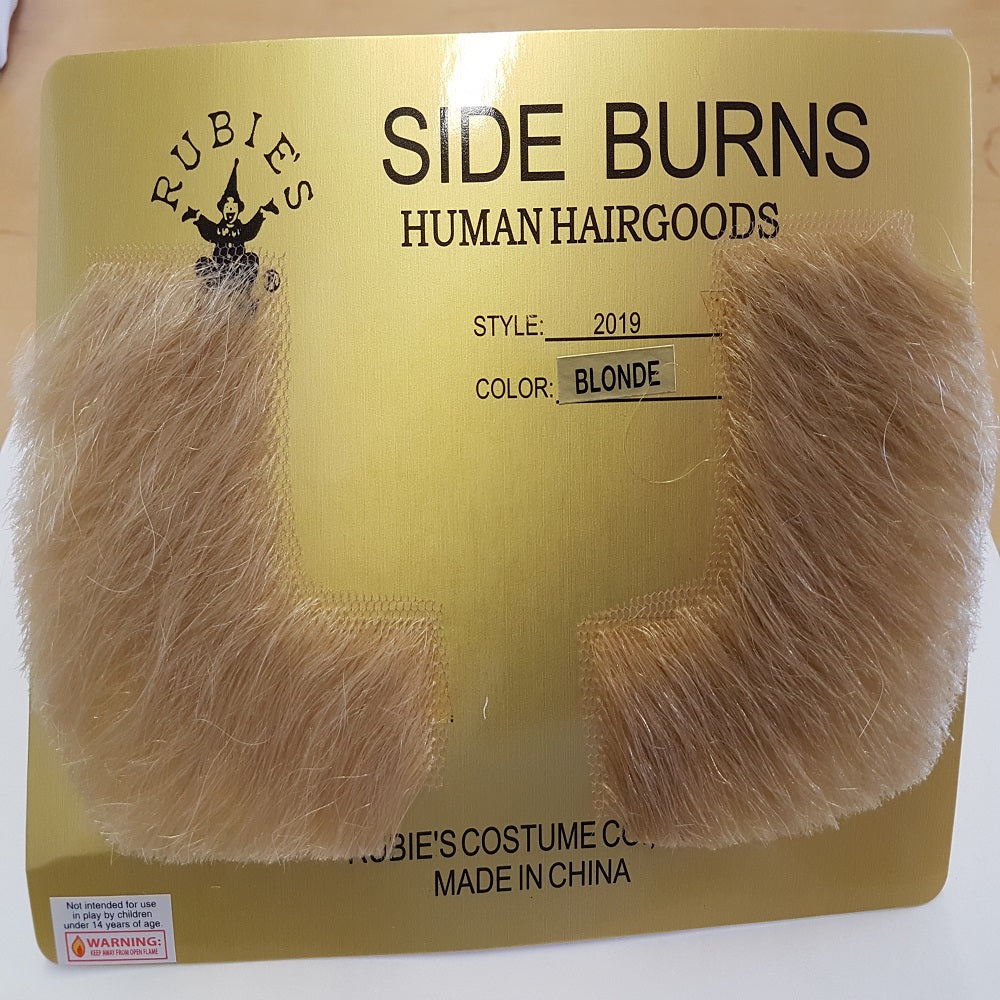 RUBIE'S
®
SIDE BURNS
HUMAN HAIRGOODS
STYLE: 2019
COLOR: BLONDE
RUBIE'S COSTUME CO.,
MADE IN CHINA
Not intended for use
in play by children
under 14 years of age.
WARNING:
KEEP AWAY FROM OPEN FLAME